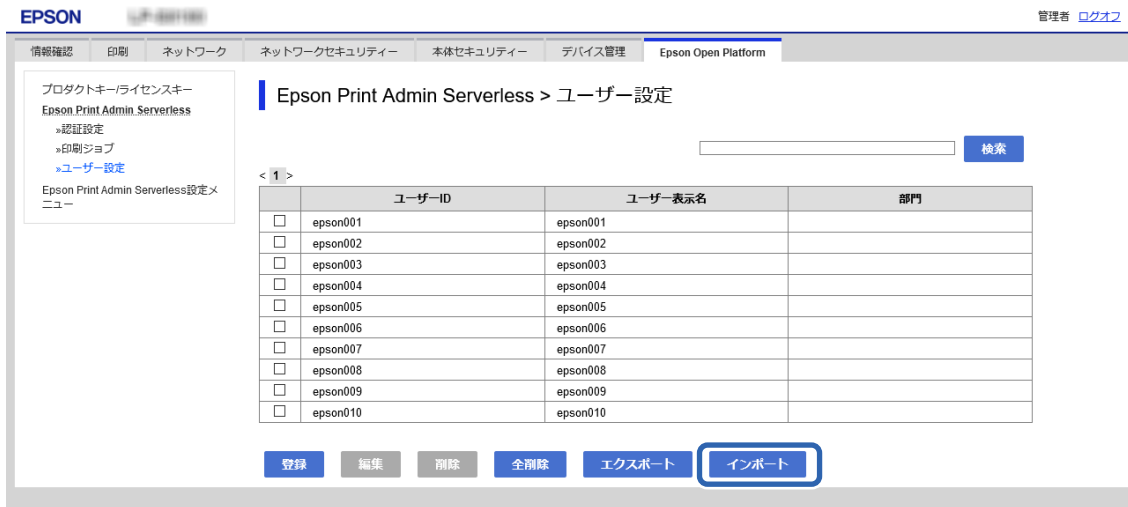 EPSON
管理者 ログオフ
情報確認 印刷 ネットワーク ネットワークセキュリティー 本体セキュリティー デバイス管理 Epson Open Platform
プロダクトキー/ライセンスキー
Epson Print Admin Serverless
»認証設定
»印刷ジョブ
»ユーザー設定
Epson Print Admin Serverless設定メ
ニュー
Epson Print Admin Serverless > ユーザー設定
検索
< 1 >
ユーザーID ユーザー表示名 部門
epson001 epson001
epson002 epson002
epson003 epson003
epson004 epson004
epson005 epson005
epson006 epson006
epson007 epson007
epson008 epson008
epson009 epson009
epson010 epson010
登録 編集 削除 全削除 エクスポート インポート